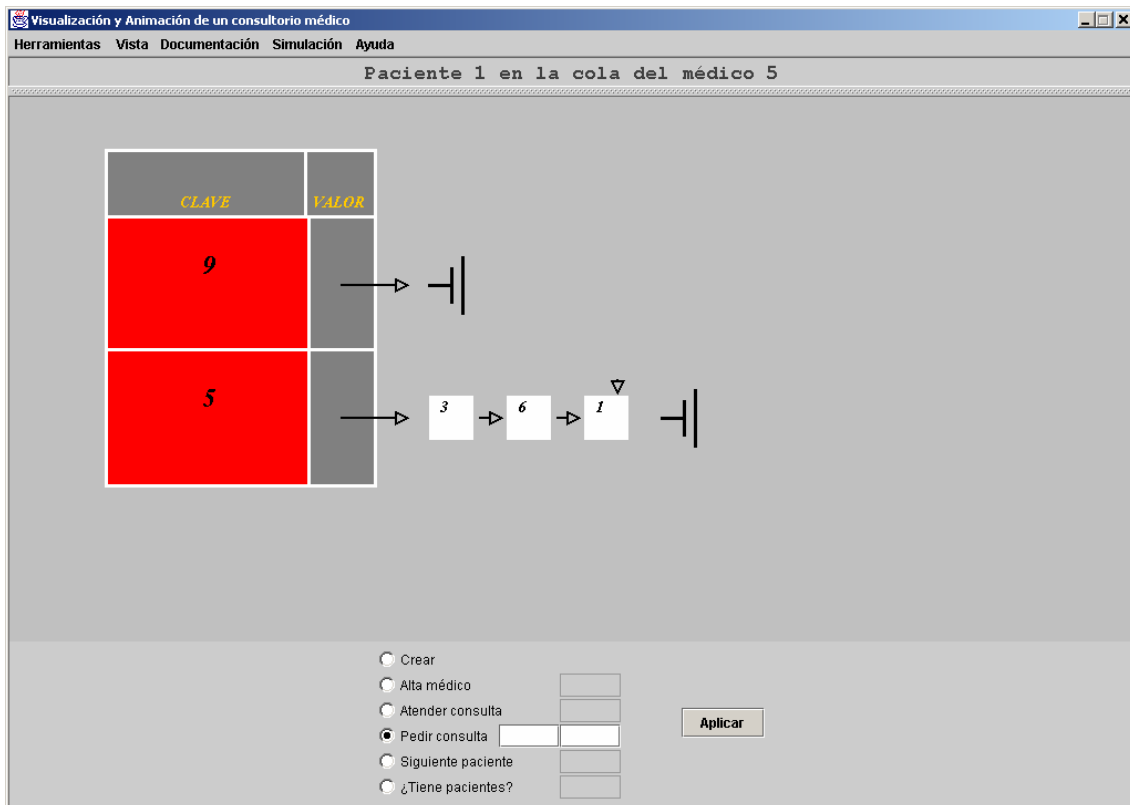 Visualización y Animación de un consultorio médico
Herramientas Vista Documentación Simulación Ayuda
Paciente 1 en la cola del médico 5
CLAVE VALOR
9
5
3 6 1
Crear
Alta médico
Atender consulta
Pedir consulta
Aplicar
Siguiente paciente
¿Tiene pacientes?